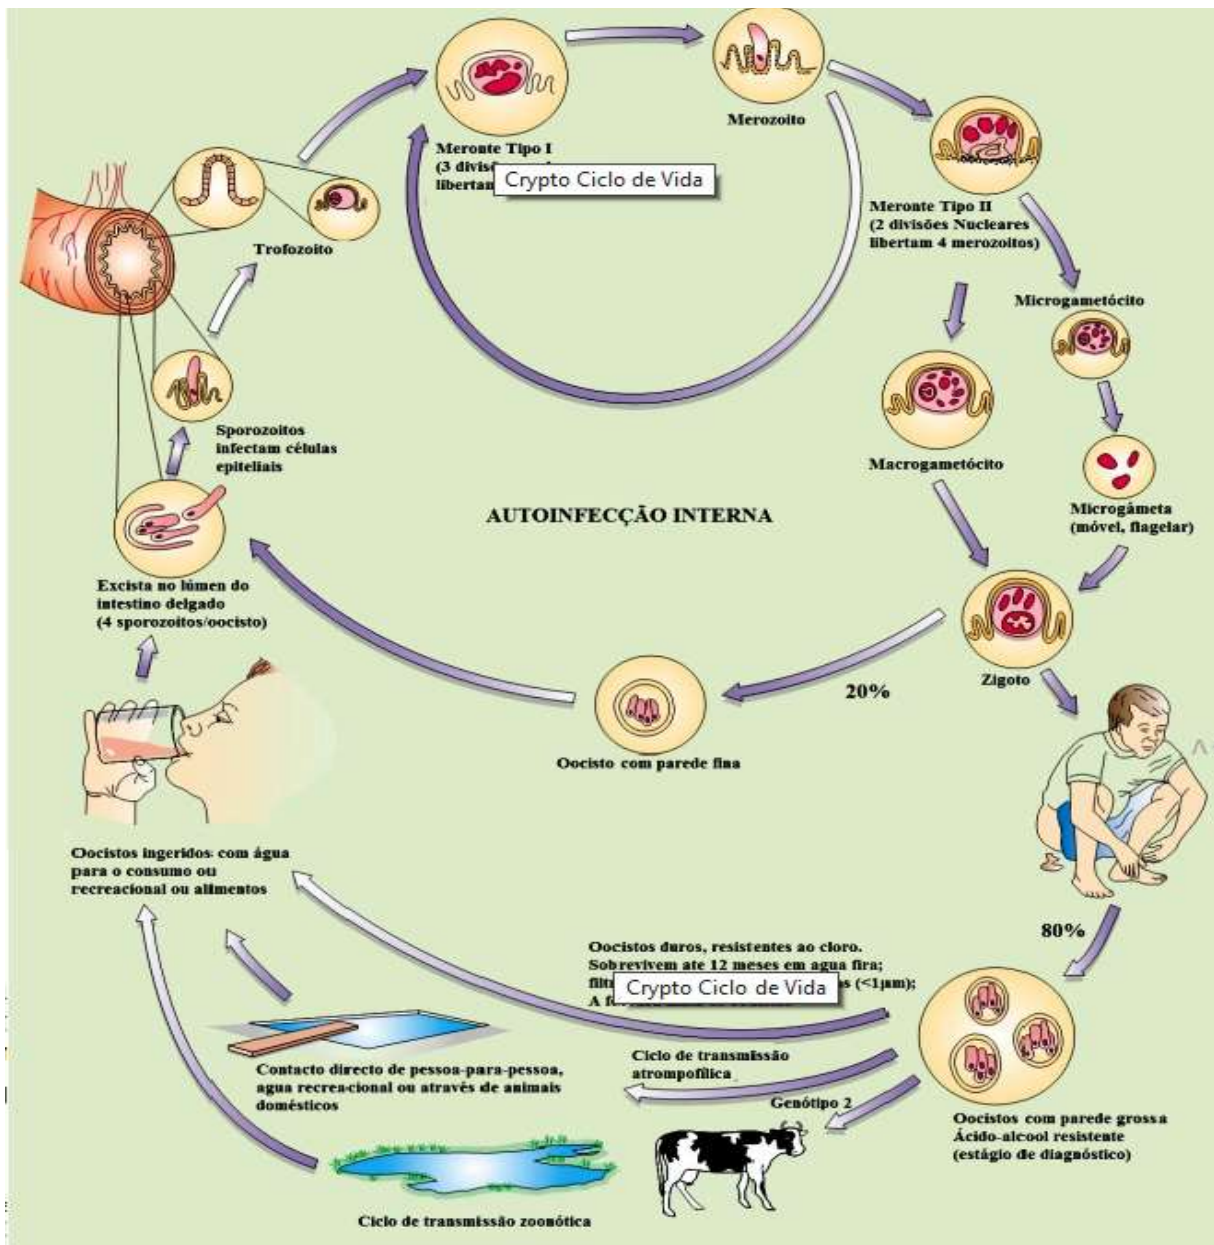 Merozoito
Meronte Tipo I
(3 divisõ
libertam
Crypto Ciclo de Vida
Meronte Tipo II
(2 divisões Nucleares
libertam 4 merozoitos)
Trofozoito
Microgametócito
Sporozoitos
infectam células
epiteliais
Macrogametócito
Microgâmeta
(móvel, flagelar)
AUTOINFECÇÃO INTERNA
Excista no lúmen do
intestino delgado
(4 sporozoitos/oocisto)
Zigoto
20%
Oocisto com parede fina
Oocistos ingeridos com água
para o consumo ou
recreacional ou alimentos
80%
Oocistos duros, resistentes ao cloro.
Sobrevivem ate 12 meses em agua fira;
(<1µm);
Crypto Ciclo de Vida
Ciclo de transmissão
atrompofílica
Contacto directo de pessoa-para-pessoa,
agua recreacional ou através de animais
domésticos
Genótipo 2
Oocistos com parede grossa
Ácido-alcool resistente
(estágio de diagnóstico)
Ciclo de transmissão zoonótica